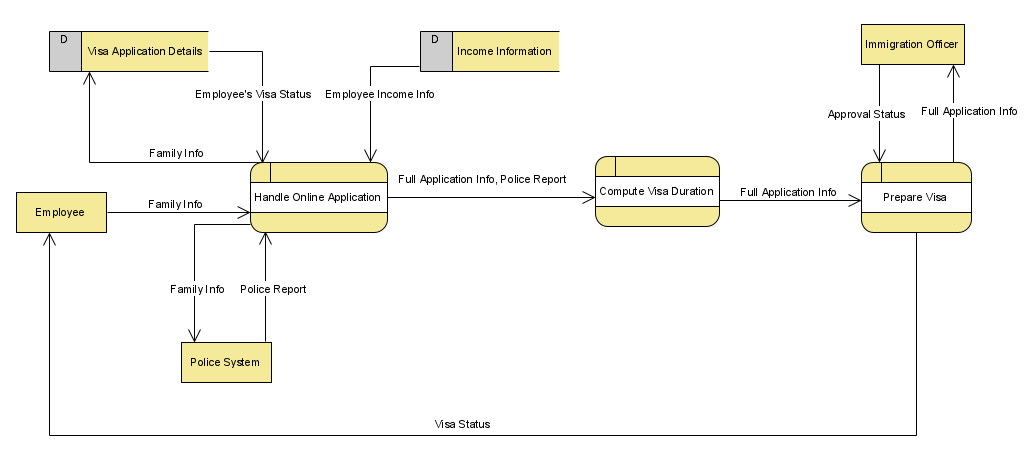 D
Visa Application Details
D
Income Information
Immigration Officer
Employee's Visa Status
Employee Income Info
Approval Status
Full Application Info
Family Info
Full Application Info, Police Report
Handle Online Application
Compute Visa Duration
Full Application Info
Prepare Visa
Employee
Family Info
Family Info
Police Report
Police System
Visa Status